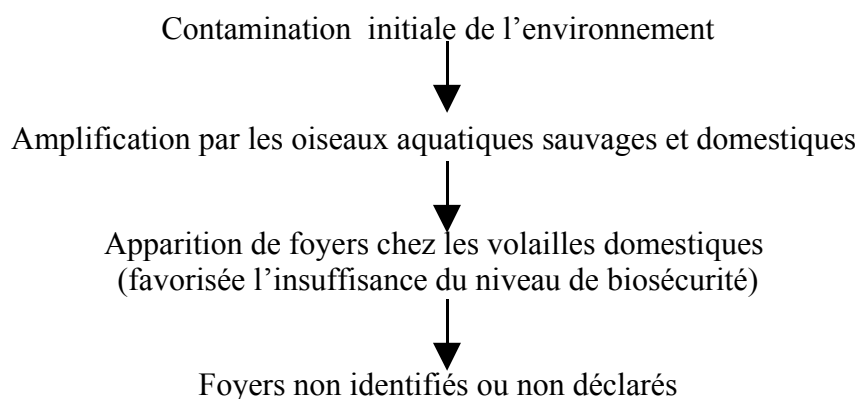 Contamination initiale de l’environnement
Amplification par les oiseaux aquatiques sauvages et domestiques
Apparition de foyers chez les volailles domestiques
(favorisée l’insuffisance du niveau de biosécurité)
Foyers non identifiés ou non déclarés